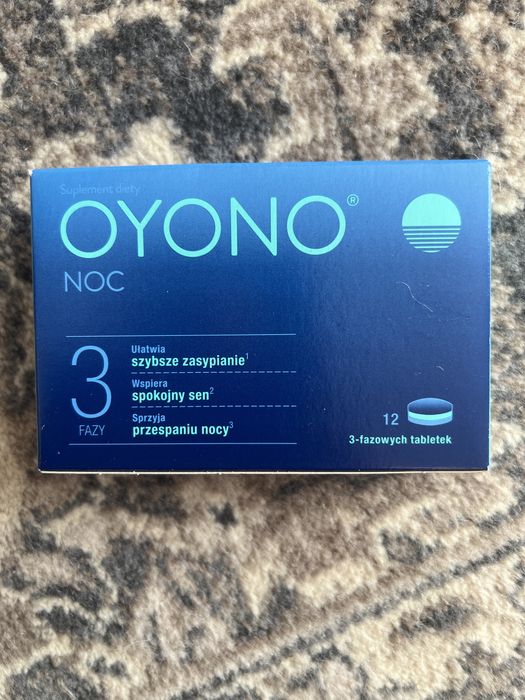 Suplement diety
OYONO®
NOC
3
FAZY
Ułatwia
szybsze zasypianie¹
Wspiera
spokojny sen²
Sprzyja
przespaniu nocy³
12
3-fazowych tabletek